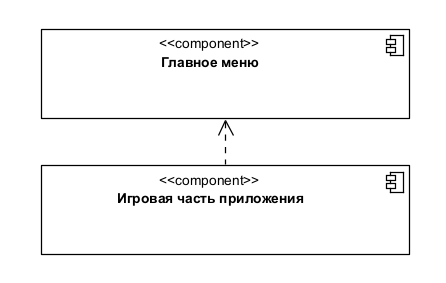 <<component>>
Главное меню
<<component>>
Игровая часть приложения